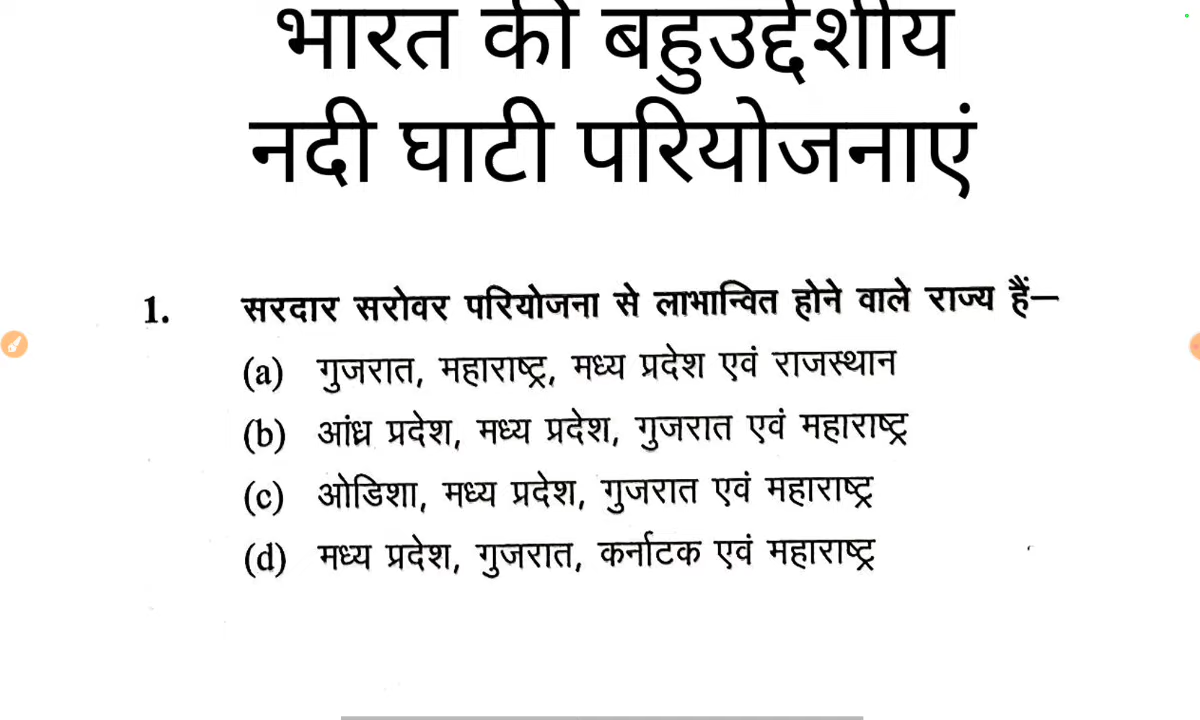 भारत की बहुउद्देशीय
नदी घाटी परियोजनाएं
1. सरदार सरोवर परियोजना से लाभान्वित होने वाले राज्य हैं—
(a) गुजरात, महाराष्ट्र, मध्य प्रदेश एवं राजस्थान
(b) आंध्र प्रदेश, मध्य प्रदेश, गुजरात एवं महाराष्ट्र
(c) ओडिशा, मध्य प्रदेश, गुजरात एवं महाराष्ट्र
(d) मध्य प्रदेश, गुजरात, कर्नाटक एवं महाराष्ट्र